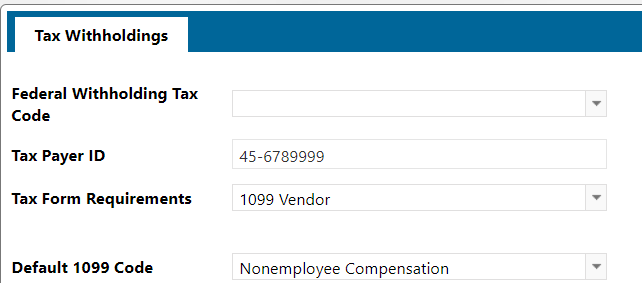 Tax Withholdings
Federal Withholding Tax
Code
Tax Payer ID
45-6789999
Tax Form Requirements
1099 Vendor
Default 1099 Code
Nonemployee Compensation